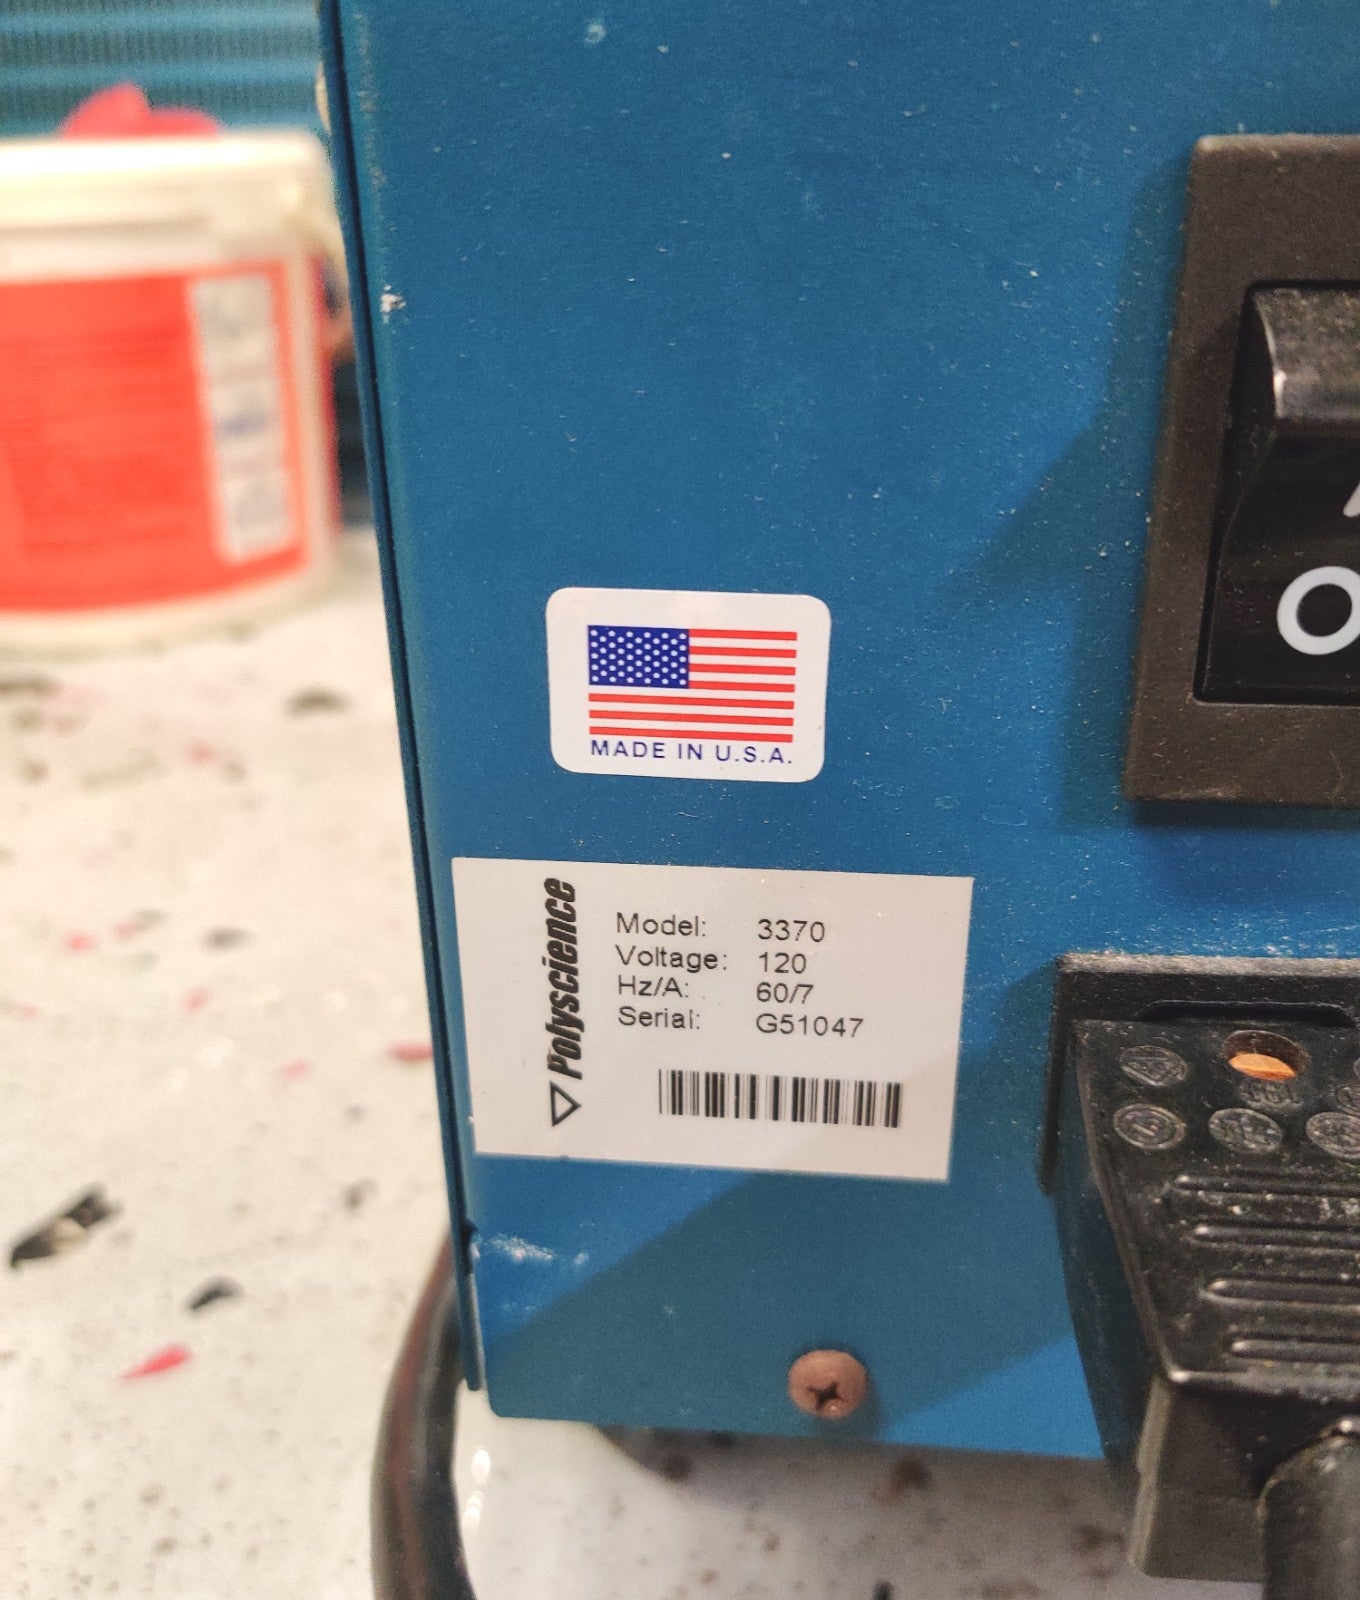 MADE IN U.S.A.
Polyscience
Model: 3370
Voltage: 120
Hz/A: 60/7
Serial: G51047